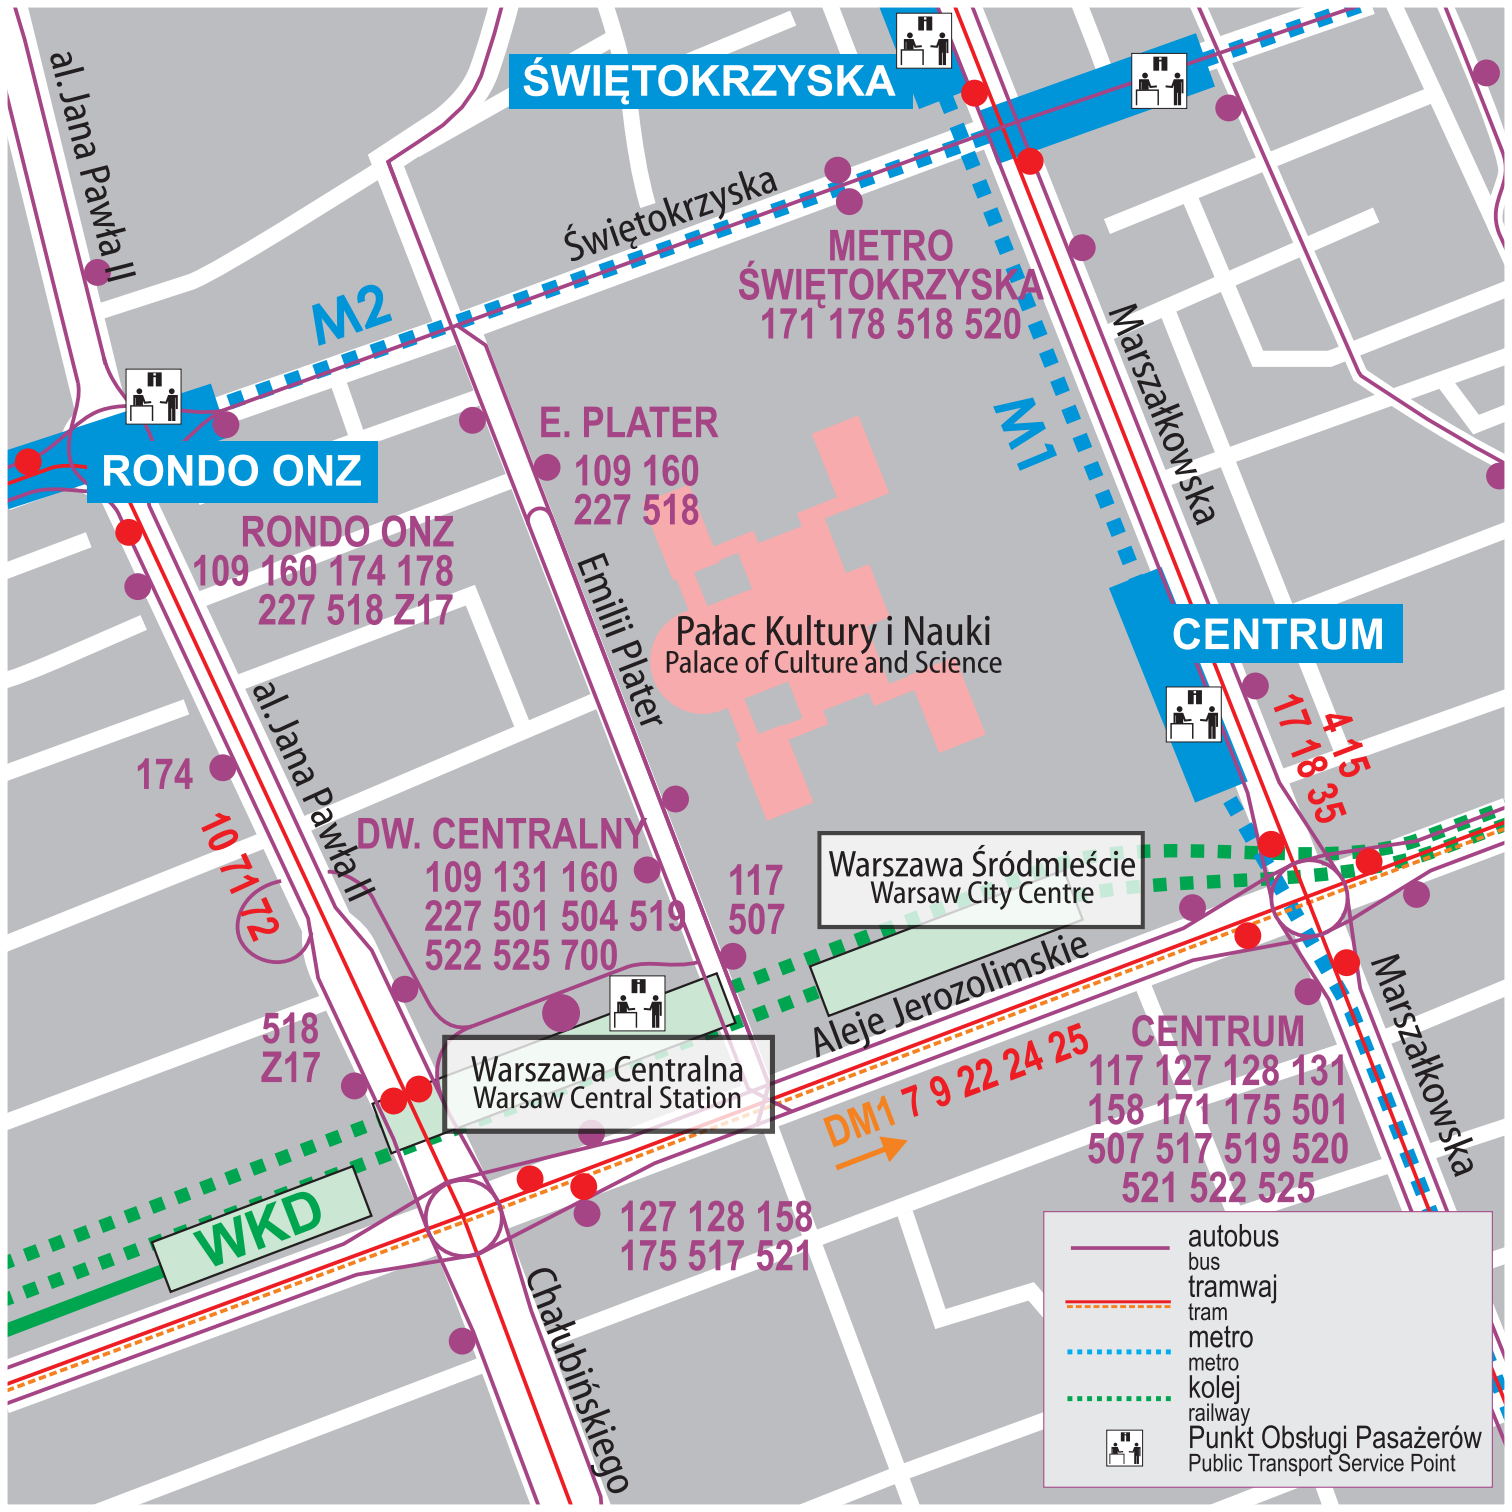 al. Jana Pawła II
ŚWIĘTOKRZYSKA
Świętokrzyska
METRO
ŚWIĘTOKRZYSKA
171 178 518 520
M2
M1
Marszałkowska
E. PLATER
109 160
227 518
RONDO ONZ
RONDO ONZ
109 160 174 178
227 518 Z17
Emilii Plater
Pałac Kultury i Nauki
Palace of Culture and Science
CENTRUM
4 15
17 18 35
al. Jana Pawła II
174
10 71 72
DW. CENTRALNY
109 131 160
227 501 504 519
522 525 700
117
507
Warszawa Śródmieście
Warsaw City Centre
Aleje Jerozolimskie
518
Z17
Warszawa Centralna
Warsaw Central Station
DM1 7 9 22 24 25
CENTRUM
117 127 128 131
158 171 175 501
507 517 519 520
521 522 525
Marszałkowska
WKD
127 128 158
175 517 521
Chałubińskiego
autobus
bus
tramwaj
tram
metro
metro
kolej
railway
Punkt Obsługi Pasażerów
Public Transport Service Point